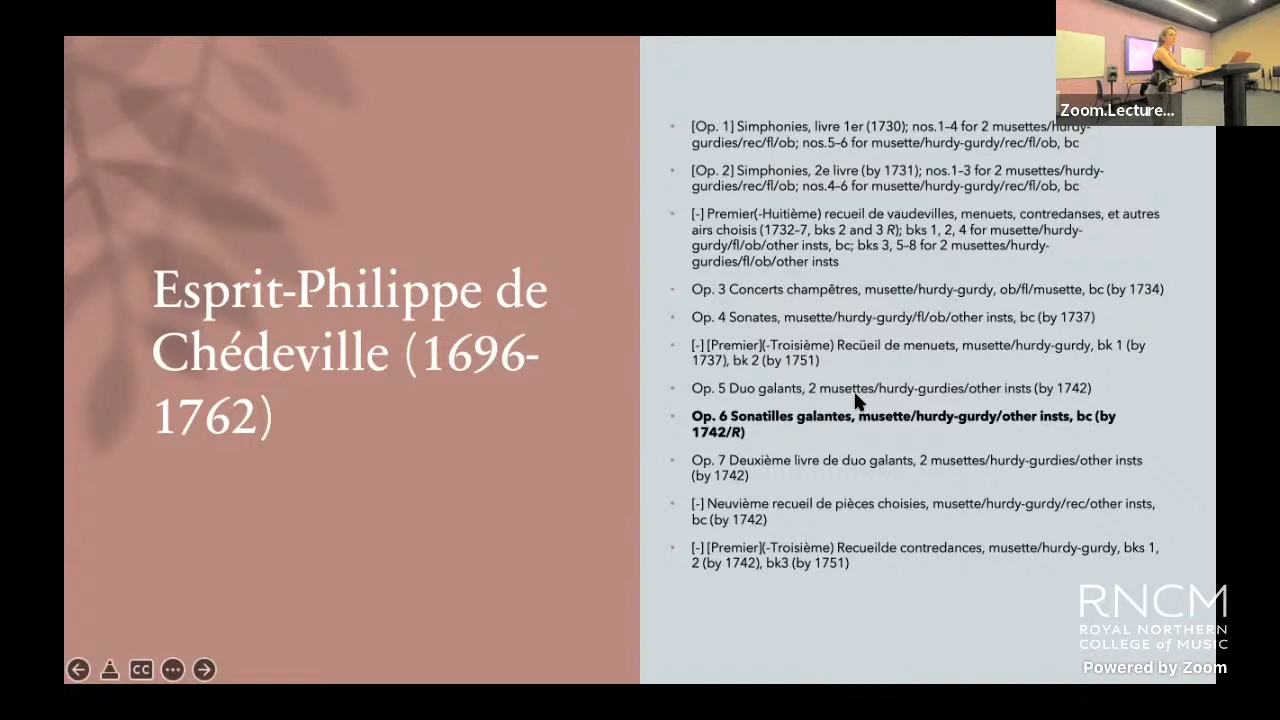 Esprit-Philippe de
Chédeville (1696-
1762)
[Op. 1] Simphonies, livre 1er (1730); nos.1–4 for 2 musettes/hurdy-
gurdies/rec/fl/ob; nos.5–6 for musette/hurdy-gurdy/rec/fl/ob, bc
[Op. 2] Simphonies, 2e livre (by 1731); nos.1–3 for 2 musettes/hurdy-
gurdies/rec/fl/ob; nos.4–6 for musette/hurdy-gurdy/rec/fl/ob, bc
[-] Premier(-Huitième) recueil de vaudevilles, menuets, contredanses, et autres
airs choisis (1732–7, bks 2 and 3 R); bks 1, 2, 4 for musette/hurdy-
gurdy/fl/ob/other insts, bc; bks 3, 5–8 for 2 musettes/hurdy-
gurdies/fl/ob/other insts
Op. 3 Concerts champêtres, musette/hurdy-gurdy, ob/fl/musette, bc (by 1734)
Op. 4 Sonates, musette/hurdy-gurdy/fl/ob/other insts, bc (by 1737)
[-] [Premier](-Troisième) Recüeil de menuets, musette/hurdy-gurdy, bk 1 (by
1737), bk 2 (by 1751)
Op. 5 Duo galants, 2 musettes/hurdy-gurdies/other insts (by 1742)
Op. 6 Sonatilles galantes, musette/hurdy-gurdy/other insts, bc (by
1742/R)
Op. 7 Deuxième livre de duo galants, 2 musettes/hurdy-gurdies/other insts
(by 1742)
[-] Neuvième recueil de pièces choisies, musette/hurdy-gurdy/rec/other insts,
bc (by 1742)
[-] [Premier](-Troisième) Recueilde contredances, musette/hurdy-gurdy, bks 1,
2 (by 1742), bk3 (by 1751)
Zoom.Lecture...
CC
RNCM
ROYAL NORTHERN
COLLEGE of MUSIC
Powered by Zoom